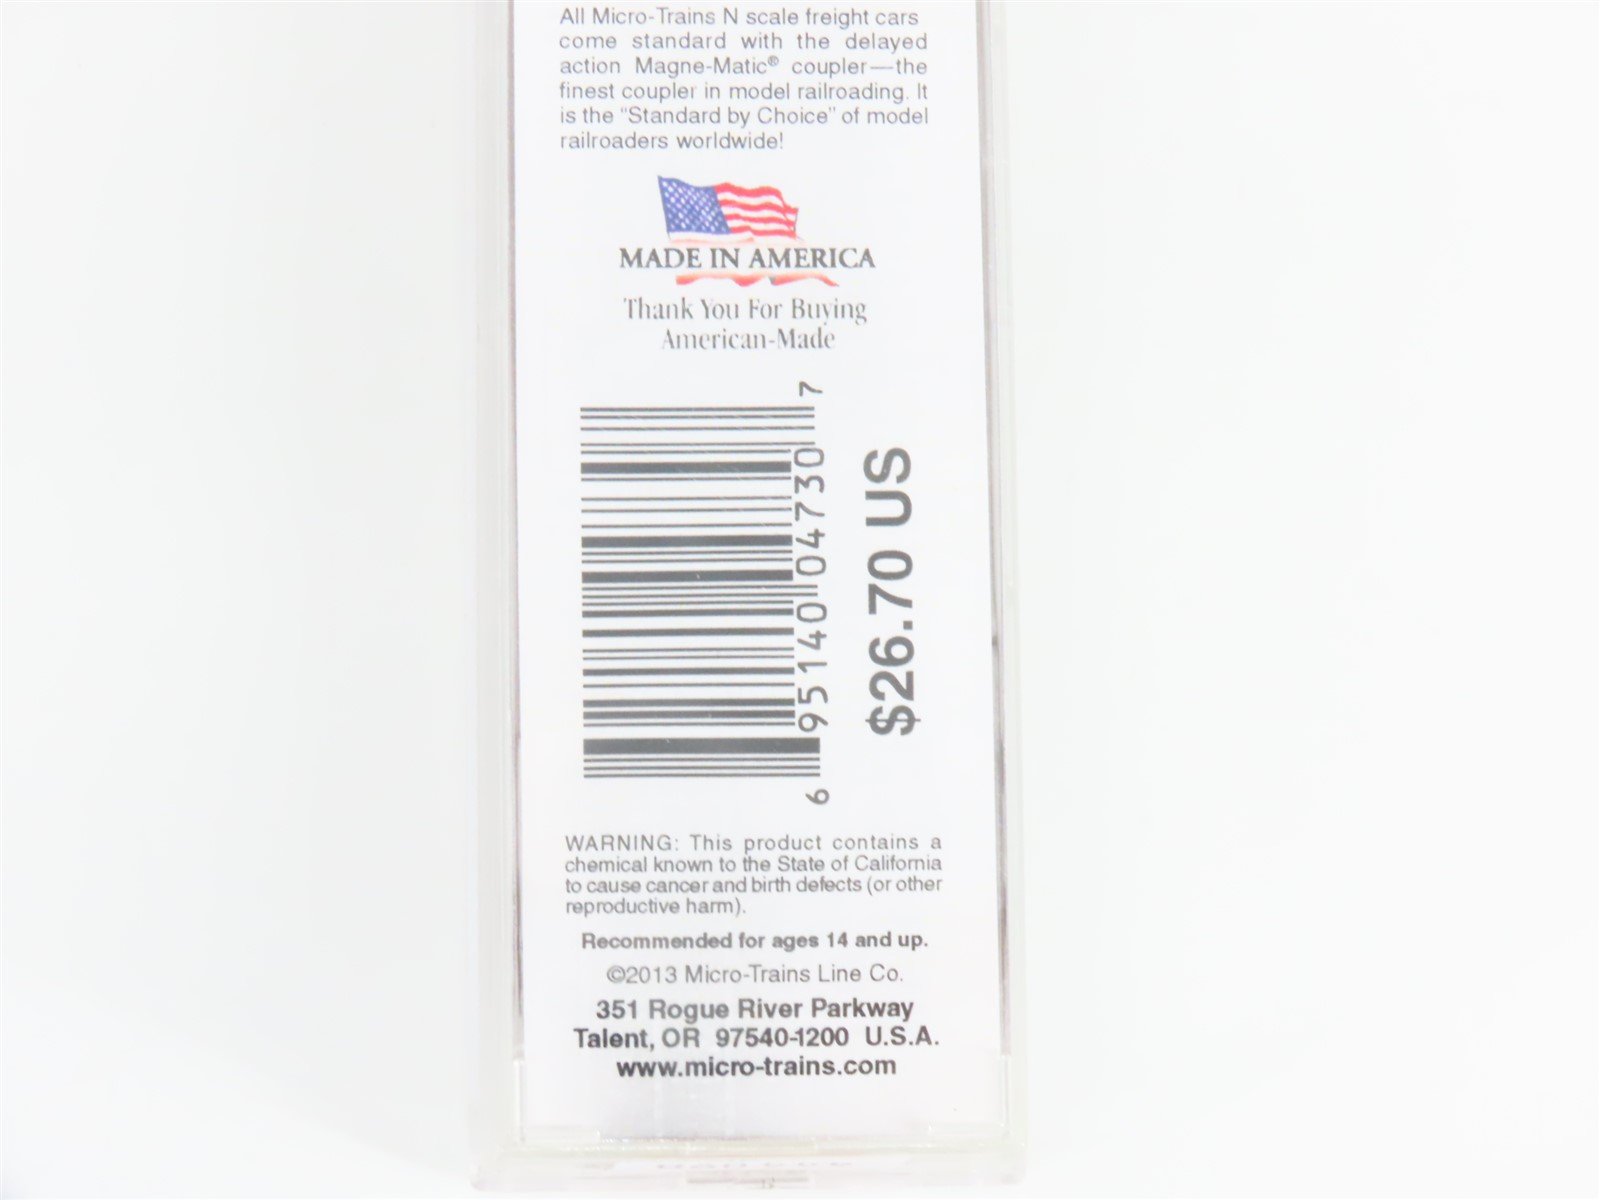 All Micro-Trains N scale freight cars
come standard with the delayed
action Magne-Matic® coupler—the
finest coupler in model railroading. It
is the "Standard by Choice" of model
railroaders worldwide!
MADE IN AMERICA
Thank You For Buying
American-Made
6 95140 04730 7
$26.70 US
WARNING: This product contains a
chemical known to the State of California
to cause cancer and birth defects (or other
reproductive harm).
Recommended for ages 14 and up.
©2013 Micro-Trains Line Co.
351 Rogue River Parkway
Talent, OR 97540-1200 U.S.A.
www.micro-trains.com